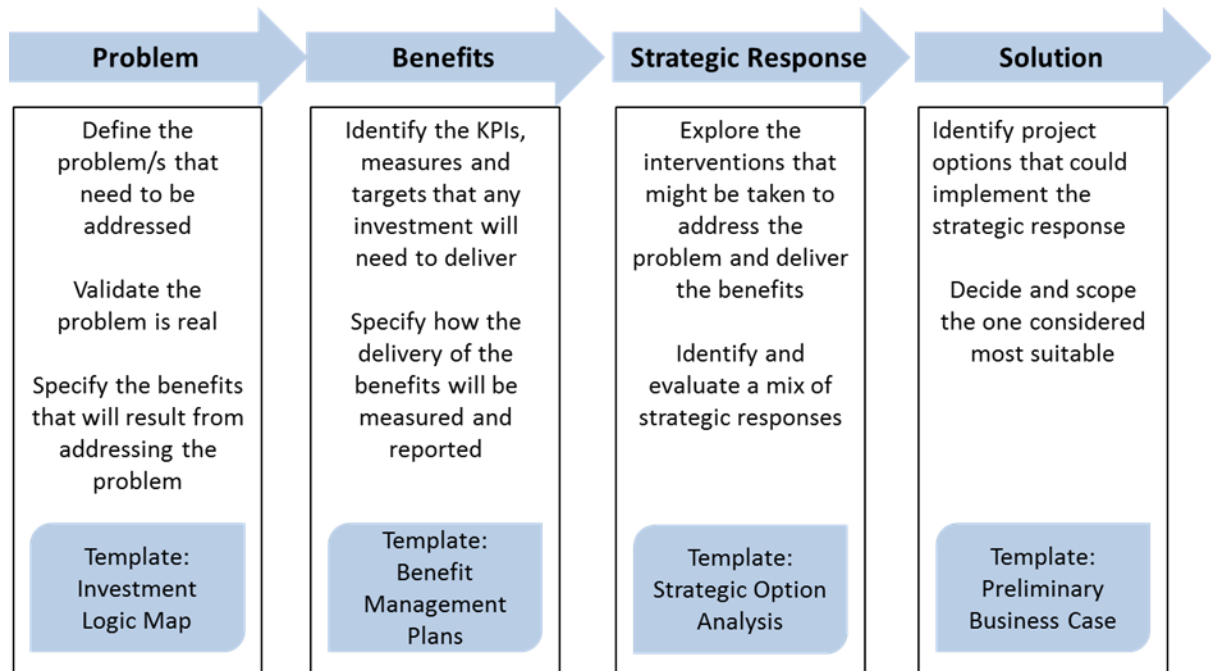 Problem
Define the
problem/s that
need to be
addressed
Validate the
problem is real
Specify the benefits
that will result from
addressing the
problem
Template:
Investment
Logic Map
Benefits
Identify the KPIs,
measures and
targets that any
investment will
need to deliver
Specify how the
delivery of the
benefits will be
measured and
reported
Template:
Benefit
Management
Plans
Strategic Response
Explore the
interventions that
might be taken to
address the
problem and deliver
the benefits
Identify and
evaluate a mix of
strategic responses
Template:
Strategic Option
Analysis
Solution
Identify project
options that could
implement the
strategic response
Decide and scope
the one considered
most suitable
Template:
Preliminary
Business Case